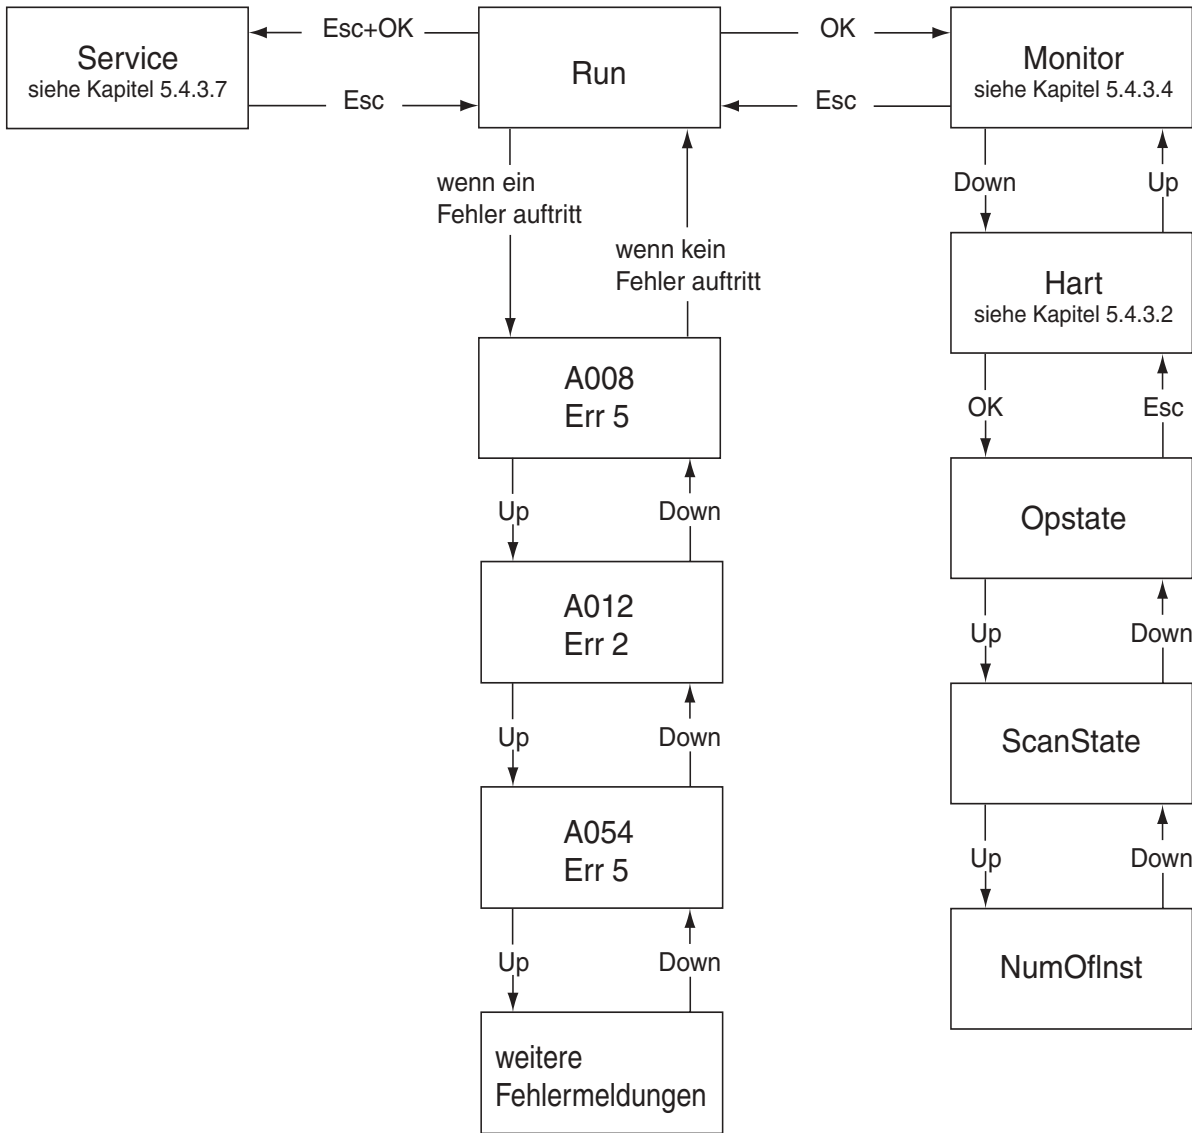 Esc+OK
OK
Service
siehe Kapitel 5.4.3.7
Run
Monitor
siehe Kapitel 5.4.3.4
Esc
Esc
wenn ein
Fehler auftritt
Down
Up
wenn kein
Fehler auftritt
Hart
siehe Kapitel 5.4.3.2
A008
Err 5
OK
Esc
Up
Down
Opstate
A012
Err 2
Up
Down
Up
Down
ScanState
A054
Err 5
Up
Down
Up
Down
NumOfInst
weitere
Fehlermeldungen